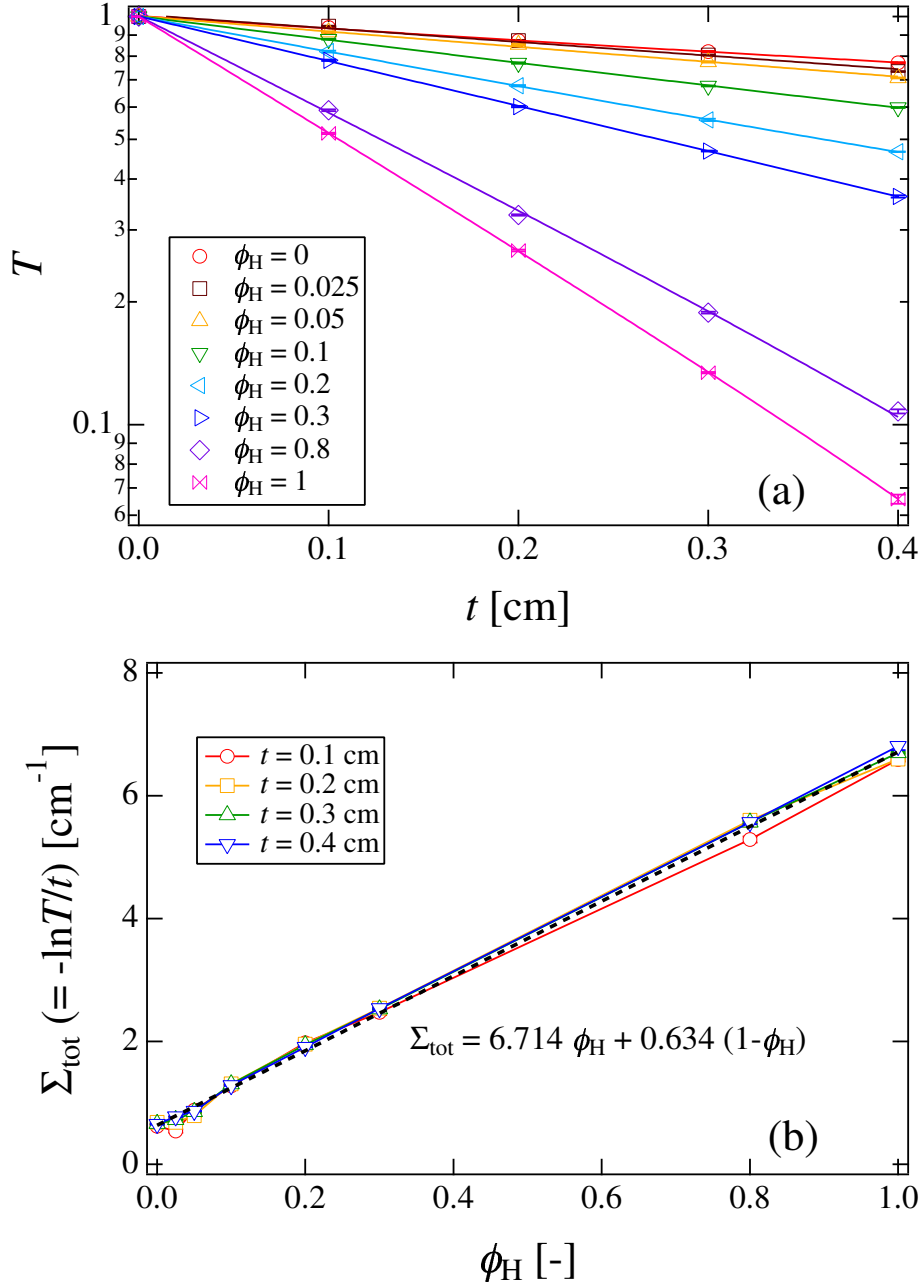 1
9
8
7
6
5
4
3
2
0.1
9
8
7
6
T
ϕH = 0
ϕH = 0.025
ϕH = 0.05
ϕH = 0.1
ϕH = 0.2
ϕH = 0.3
ϕH = 0.8
ϕH = 1
(a)
0.0 0.1 0.2 0.3 0.4
t [cm]
8
6
4
2
0
Σtot (= -lnT/t) [cm-1]
t = 0.1 cm
t = 0.2 cm
t = 0.3 cm
t = 0.4 cm
Σtot = 6.714 ϕH + 0.634 (1-ϕH)
(b)
0.0 0.2 0.4 0.6 0.8 1.0
ϕH [-]